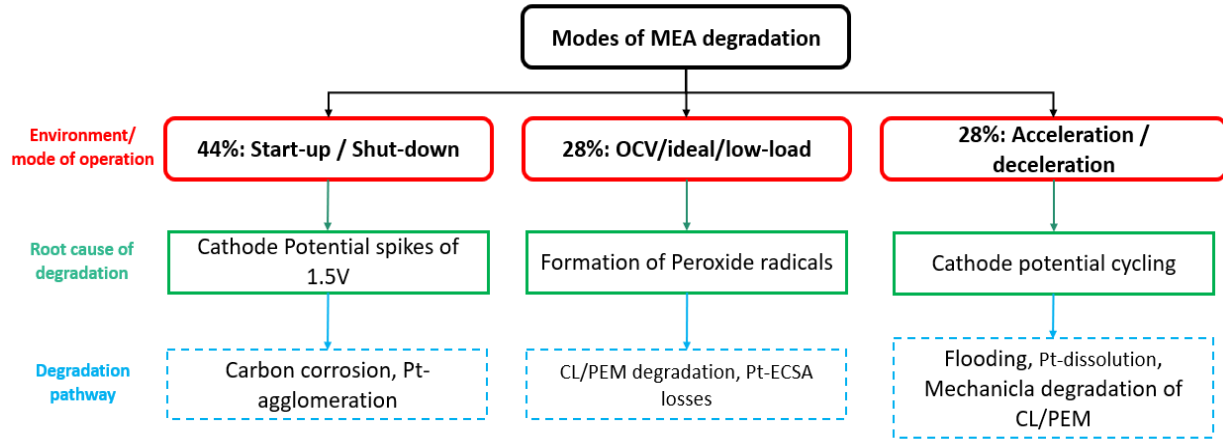 Modes of MEA degradation
Environment/
mode of operation
44%: Start-up / Shut-down
28%: OCV/ideal/low-load
28%: Acceleration /
deceleration
Root cause of
degradation
Cathode Potential spikes of
1.5V
Formation of Peroxide radicals
Cathode potential cycling
Degradation
pathway
Carbon corrosion, Pt-
agglomeration
CL/PEM degradation, Pt-ECSA
losses
Flooding, Pt-dissolution,
Mechanicla degradation of
CL/PEM